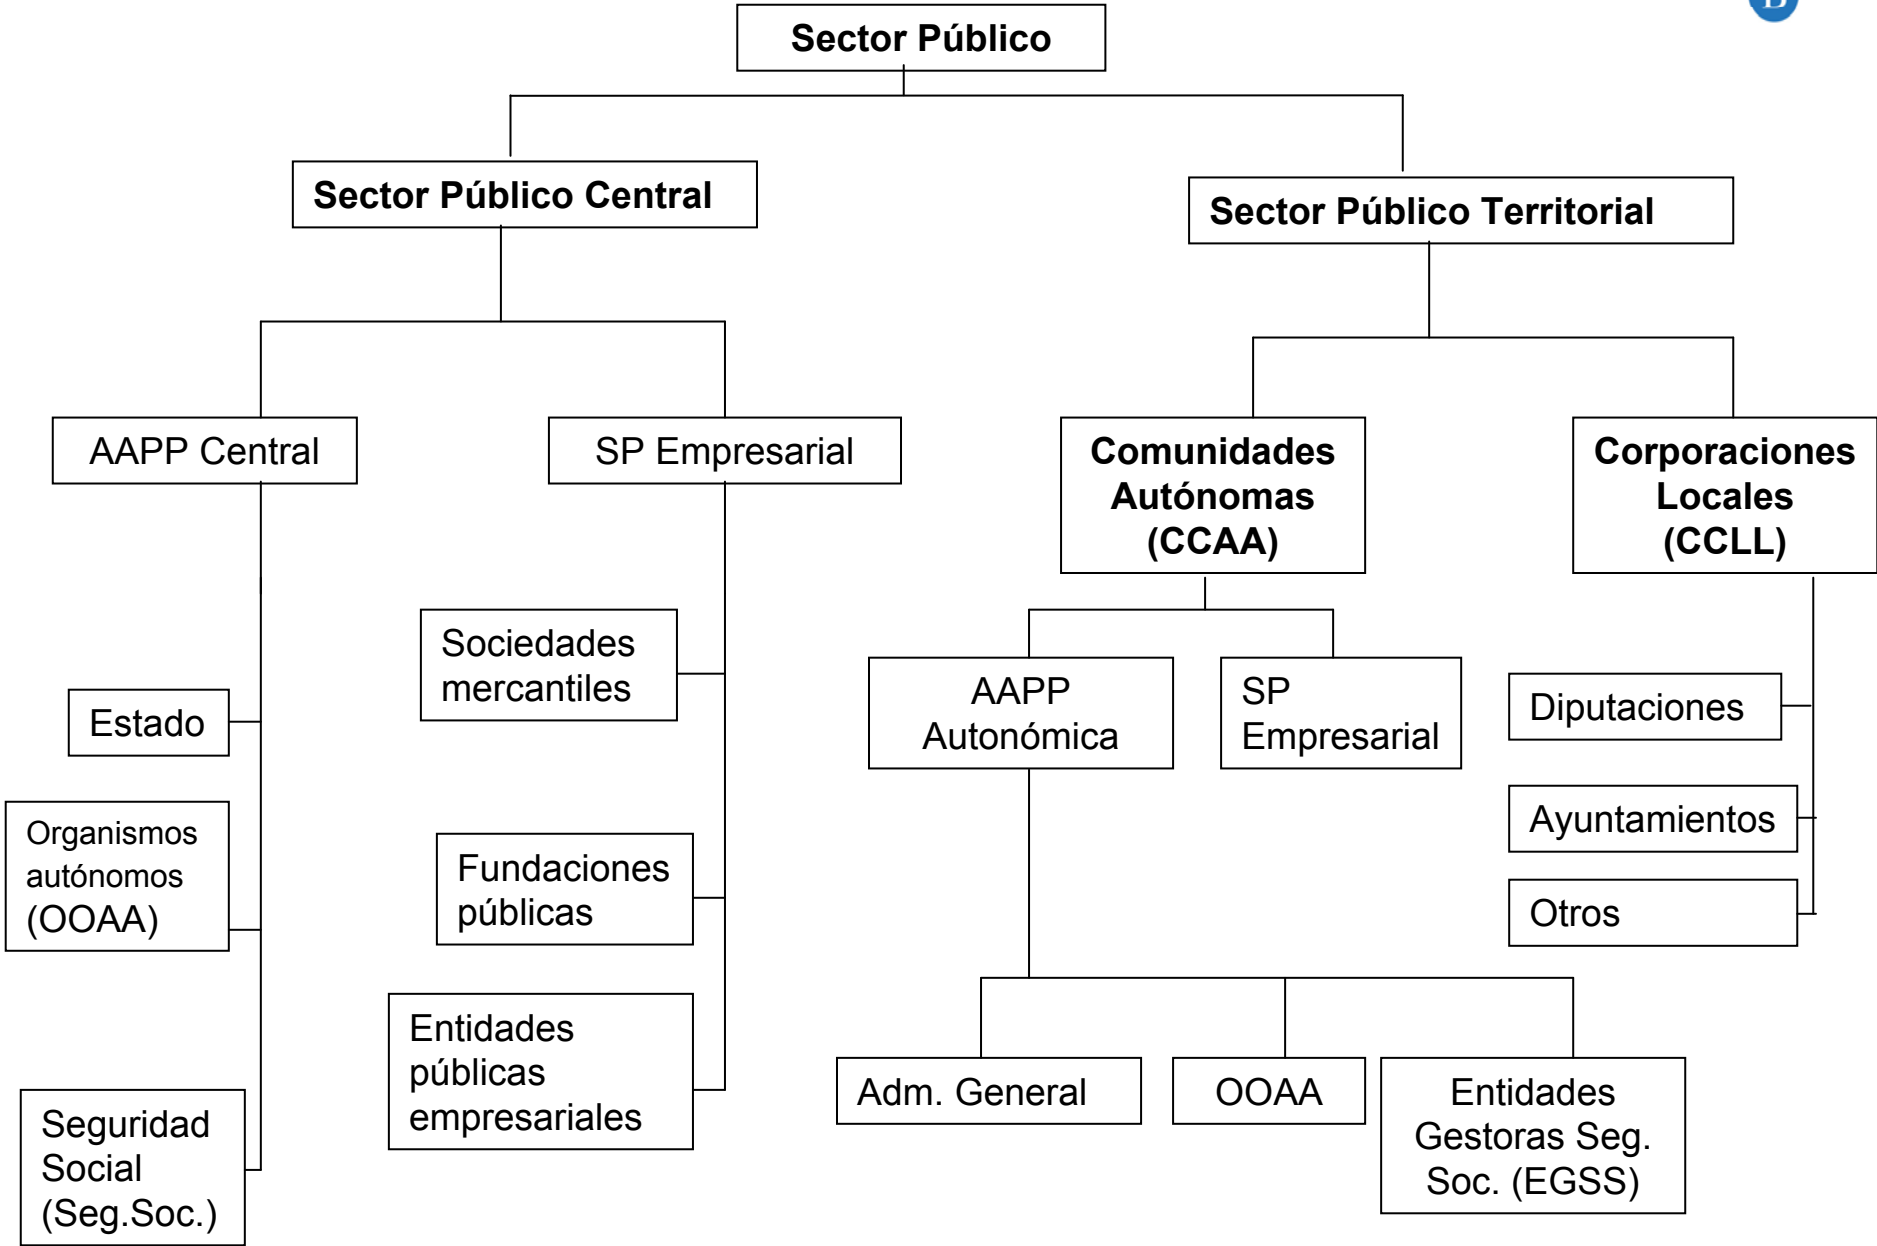 B
Sector Público
Sector Público Central
Sector Público Territorial
AAPP Central
SP Empresarial
Comunidades
Autónomas
(CCAA)
Corporaciones
Locales
(CCLL)
Sociedades
mercantiles
Estado
AAPP
Autonómica
SP
Empresarial
Diputaciones
Organismos
autónomos
(OOAA)
Fundaciones
públicas
Ayuntamientos
Otros
Entidades
públicas
empresariales
Adm. General
OOAA
Entidades
Gestoras Seg.
Soc. (EGSS)
Seguridad
Social
(Seg.Soc.)